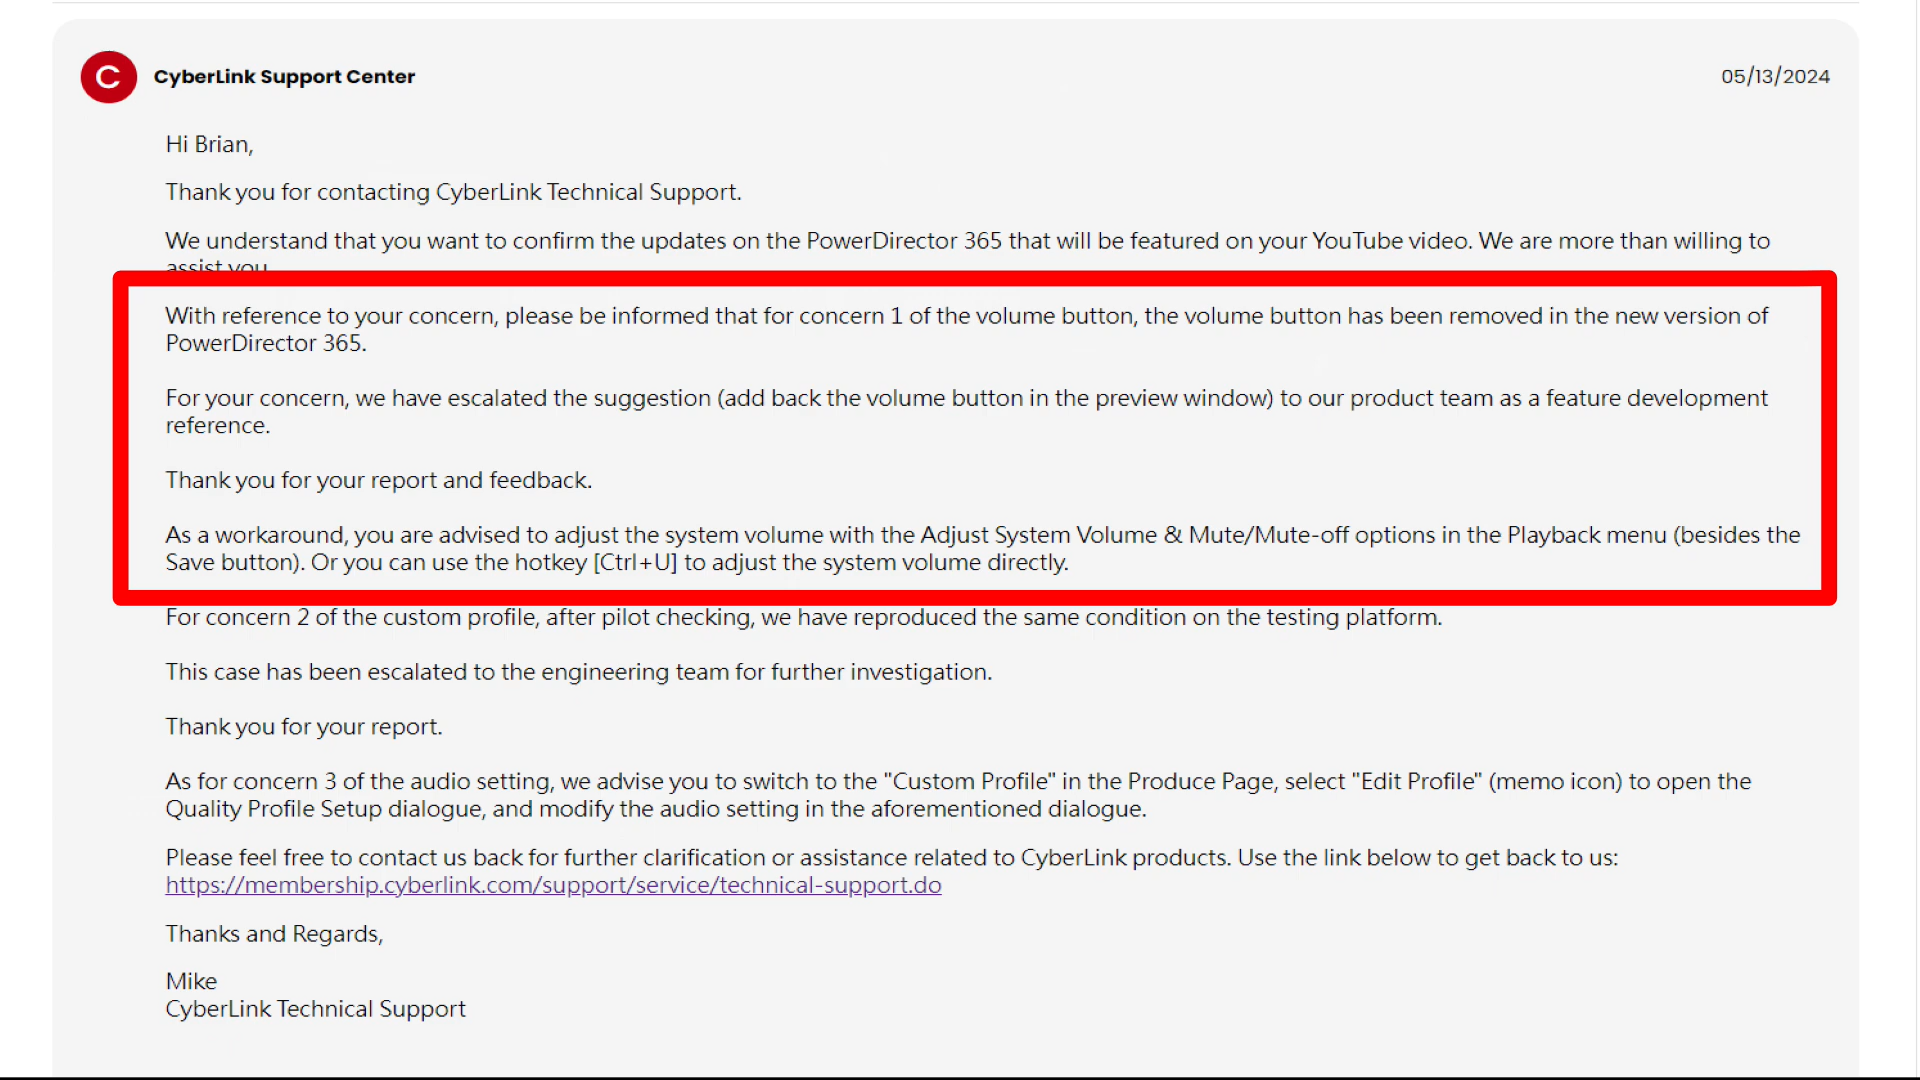 C
CyberLink Support Center
05/13/2024
Hi Brian,
Thank you for contacting CyberLink Technical Support.
We understand that you want to confirm the updates on the PowerDirector 365 that will be featured on your YouTube video. We are more than willing to
assist you.
With reference to your concern, please be informed that for concern 1 of the volume button, the volume button has been removed in the new version of
PowerDirector 365.
For your concern, we have escalated the suggestion (add back the volume button in the preview window) to our product team as a feature development
reference.
Thank you for your report and feedback.
As a workaround, you are advised to adjust the system volume with the Adjust System Volume & Mute/Mute-off options in the Playback menu (besides the
Save button). Or you can use the hotkey [Ctrl+U] to adjust the system volume directly.
For concern 2 of the custom profile, after pilot checking, we have reproduced the same condition on the testing platform.
This case has been escalated to the engineering team for further investigation.
Thank you for your report.
As for concern 3 of the audio setting, we advise you to switch to the "Custom Profile" in the Produce Page, select "Edit Profile" (memo icon) to open the
Quality Profile Setup dialogue, and modify the audio setting in the aforementioned dialogue.
Please feel free to contact us back for further clarification or assistance related to CyberLink products. Use the link below to get back to us:
https://membership.cyberlink.com/support/service/technical-support.do
Thanks and Regards,
Mike
CyberLink Technical Support